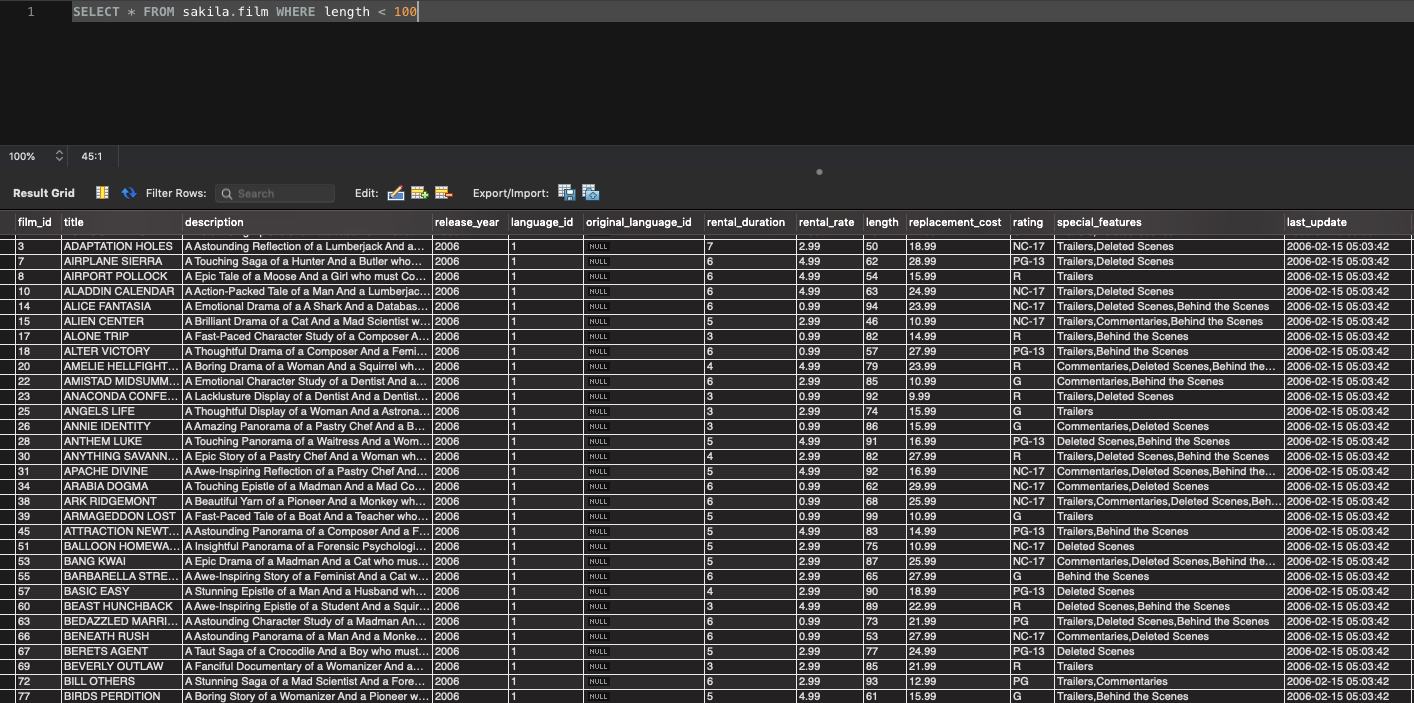 1 SELECT * FROM sakila.film WHERE length < 100
100% 45:1
Result Grid Filter Rows: Search Edit: Export/Import:
film_id title description release_year language_id original_language_id rental_duration rental_rate length replacement_cost rating special_features last_update
3 ADAPTATION HOLES A Astounding Reflection of a Lumberjack And a... 2006 1 NULL 7 2.99 50 18.99 NC-17 Trailers,Deleted Scenes 2006-02-15 05:03:42
7 AIRPLANE SIERRA A Touching Saga of a Hunter And a Butler who... 2006 1 NULL 6 4.99 62 28.99 PG-13 Trailers,Deleted Scenes 2006-02-15 05:03:42
8 AIRPORT POLLOCK A Epic Tale of a Moose And a Girl who must Co... 2006 1 NULL 6 4.99 54 15.99 R Trailers 2006-02-15 05:03:42
10 ALADDIN CALENDAR A Action-Packed Tale of a Man And a Lumberjac... 2006 1 NULL 6 4.99 63 24.99 NC-17 Trailers,Deleted Scenes 2006-02-15 05:03:42
14 ALICE FANTASIA A Emotional Drama of a A Shark And a Databas... 2006 1 NULL 6 0.99 94 23.99 NC-17 Trailers,Deleted Scenes,Behind the Scenes 2006-02-15 05:03:42
15 ALIEN CENTER A Brilliant Drama of a Cat And a Mad Scientist w... 2006 1 NULL 5 2.99 46 10.99 NC-17 Trailers,Commentaries,Behind the Scenes 2006-02-15 05:03:42
17 ALONE TRIP A Fast-Paced Character Study of a Composer A... 2006 1 NULL 3 0.99 82 14.99 R Trailers,Behind the Scenes 2006-02-15 05:03:42
18 ALTER VICTORY A Thoughtful Drama of a Composer And a Femi... 2006 1 NULL 6 0.99 57 27.99 PG-13 Trailers,Behind the Scenes 2006-02-15 05:03:42
20 AMELIE HELLFIGHT... A Boring Drama of a Woman And a Squirrel wh... 2006 1 NULL 4 4.99 79 23.99 R Commentaries,Deleted Scenes,Behind the... 2006-02-15 05:03:42
22 AMISTAD MIDSUMM... A Emotional Character Study of a Dentist And a... 2006 1 NULL 6 2.99 85 10.99 G Commentaries,Behind the Scenes 2006-02-15 05:03:42
23 ANACONDA CONFE... A Lacklusture Display of a Dentist And a Dentist... 2006 1 NULL 3 0.99 92 9.99 R Trailers,Deleted Scenes 2006-02-15 05:03:42
25 ANGELS LIFE A Thoughtful Display of a Woman And a Astrona... 2006 1 NULL 3 2.99 74 15.99 G Trailers 2006-02-15 05:03:42
26 ANNIE IDENTITY A Amazing Panorama of a Pastry Chef And a B... 2006 1 NULL 3 0.99 86 15.99 G Commentaries,Deleted Scenes 2006-02-15 05:03:42
28 ANTHEM LUKE A Touching Panorama of a Waitress And a Wom... 2006 1 NULL 5 4.99 91 16.99 PG-13 Deleted Scenes,Behind the Scenes 2006-02-15 05:03:42
30 ANYTHING SAVANN... A Epic Story of a Pastry Chef And a Woman wh... 2006 1 NULL 4 2.99 82 27.99 R Trailers,Deleted Scenes,Behind the Scenes 2006-02-15 05:03:42
31 APACHE DIVINE A Awe-Inspiring Reflection of a Pastry Chef And... 2006 1 NULL 5 4.99 92 16.99 NC-17 Commentaries,Deleted Scenes,Behind the... 2006-02-15 05:03:42
34 ARABIA DOGMA A Touching Epistle of a Madman And a Mad Co... 2006 1 NULL 6 0.99 62 29.99 NC-17 Commentaries,Deleted Scenes 2006-02-15 05:03:42
38 ARK RIDGEMONT A Beautiful Yarn of a Pioneer And a Monkey wh... 2006 1 NULL 6 0.99 68 25.99 NC-17 Trailers,Commentaries,Deleted Scenes,Beh... 2006-02-15 05:03:42
39 ARMAGEDDON LOST A Fast-Paced Tale of a Boat And a Teacher who... 2006 1 NULL 5 0.99 99 10.99 G Trailers 2006-02-15 05:03:42
45 ATTRACTION NEWT... A Astounding Panorama of a Composer And a F... 2006 1 NULL 5 4.99 83 14.99 PG-13 Trailers,Behind the Scenes 2006-02-15 05:03:42
51 BALLOON HOMEWA... A Insightful Panorama of a Forensic Psychologi... 2006 1 NULL 5 2.99 75 10.99 NC-17 Deleted Scenes 2006-02-15 05:03:42
53 BANG KWAI A Epic Drama of a Madman And a Cat who mus... 2006 1 NULL 5 2.99 87 25.99 NC-17 Commentaries,Deleted Scenes,Behind the... 2006-02-15 05:03:42
55 BARBARELLA STRE... A Awe-Inspiring Story of a Feminist And a Cat w... 2006 1 NULL 6 2.99 65 27.99 G Behind the Scenes 2006-02-15 05:03:42
57 BASIC EASY A Stunning Epistle of a Man And a Husband wh... 2006 1 NULL 4 2.99 90 18.99 PG-13 Deleted Scenes 2006-02-15 05:03:42
60 BEAST HUNCHBACK A Awe-Inspiring Epistle of a Student And a Squir... 2006 1 NULL 3 4.99 89 22.99 R Deleted Scenes,Behind the Scenes 2006-02-15 05:03:42
63 BEDAZZLED MARRI... A Astounding Character Study of a Madman An... 2006 1 NULL 6 0.99 73 21.99 PG Trailers,Deleted Scenes,Behind the Scenes 2006-02-15 05:03:42
66 BENEATH RUSH A Astounding Panorama of a Man And a Monke... 2006 1 NULL 6 0.99 53 27.99 NC-17 Commentaries,Deleted Scenes 2006-02-15 05:03:42
67 BERETS AGENT A Taut Saga of a Crocodile And a Boy who must... 2006 1 NULL 5 2.99 77 24.99 PG-13 Deleted Scenes 2006-02-15 05:03:42
69 BEVERLY OUTLAW A Fanciful Documentary of a Womanizer And a... 2006 1 NULL 3 2.99 85 21.99 R Trailers 2006-02-15 05:03:42
72 BILL OTHERS A Stunning Saga of a Mad Scientist And a Fore... 2006 1 NULL 6 2.99 93 12.99 PG Trailers,Commentaries 2006-02-15 05:03:42
77 BIRDS PERDITION A Boring Story of a Womanizer And a Pioneer w... 2006 1 NULL 5 4.99 61 15.99 G Trailers,Behind the Scenes 2006-02-15 05:03:42